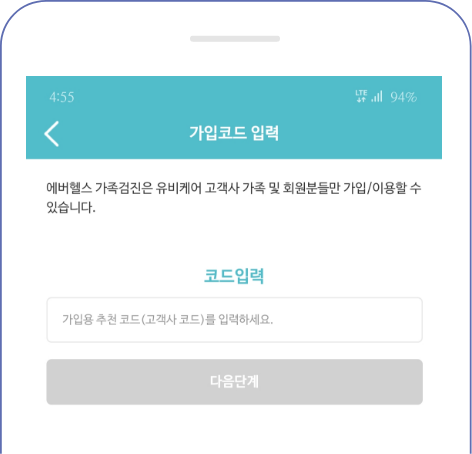 4:55 LTE 94%
가입코드 입력
에버헬스 가족검진은 유비케어 고객사 가족 및 회원분들만 가입/이용할 수
있습니다.
코드입력
가입용 추천 코드(고객사 코드)를 입력하세요.
다음단계